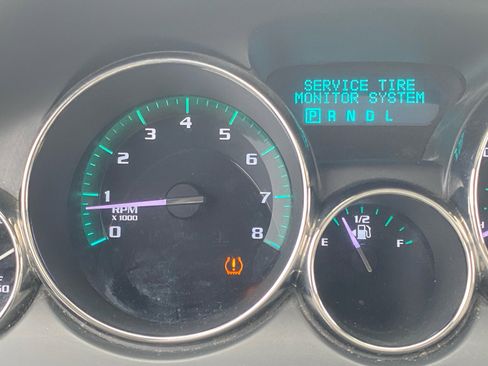 SERVICE TIRE
MONITOR SYSTEM
P R N D L
0 1 2 3 4 5 6 7 8
RPM
X 1000
E 1/2 F